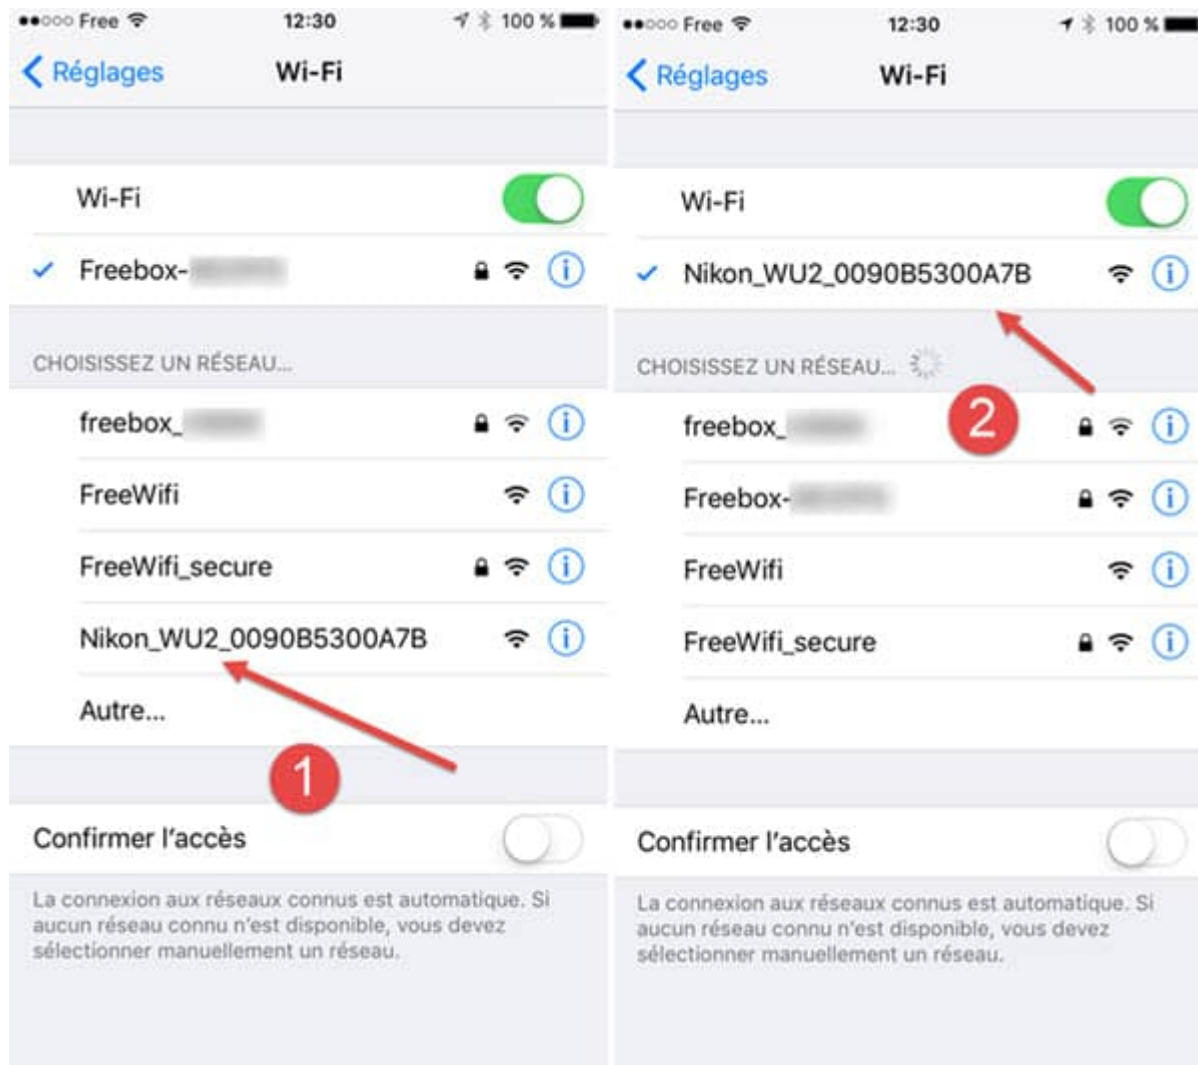 Free 12:30 100 %
Réglages Wi-Fi
Wi-Fi
Freebox-
CHOISISSEZ UN RÉSEAU...
freebox_
FreeWifi
FreeWifi_secure
Nikon_WU2_0090B5300A7B
Autre...
1
Confirmer l'accès
La connexion aux réseaux connus est automatique. Si
aucun réseau connu n'est disponible, vous devez
sélectionner manuellement un réseau.
Free 12:30 100 %
Réglages Wi-Fi
Wi-Fi
Nikon_WU2_0090B5300A7B
CHOISISSEZ UN RÉSEAU...
2
freebox_
Freebox-
FreeWifi
FreeWifi_secure
Autre...
Confirmer l'accès
La connexion aux réseaux connus est automatique. Si
aucun réseau connu n'est disponible, vous devez
sélectionner manuellement un réseau.